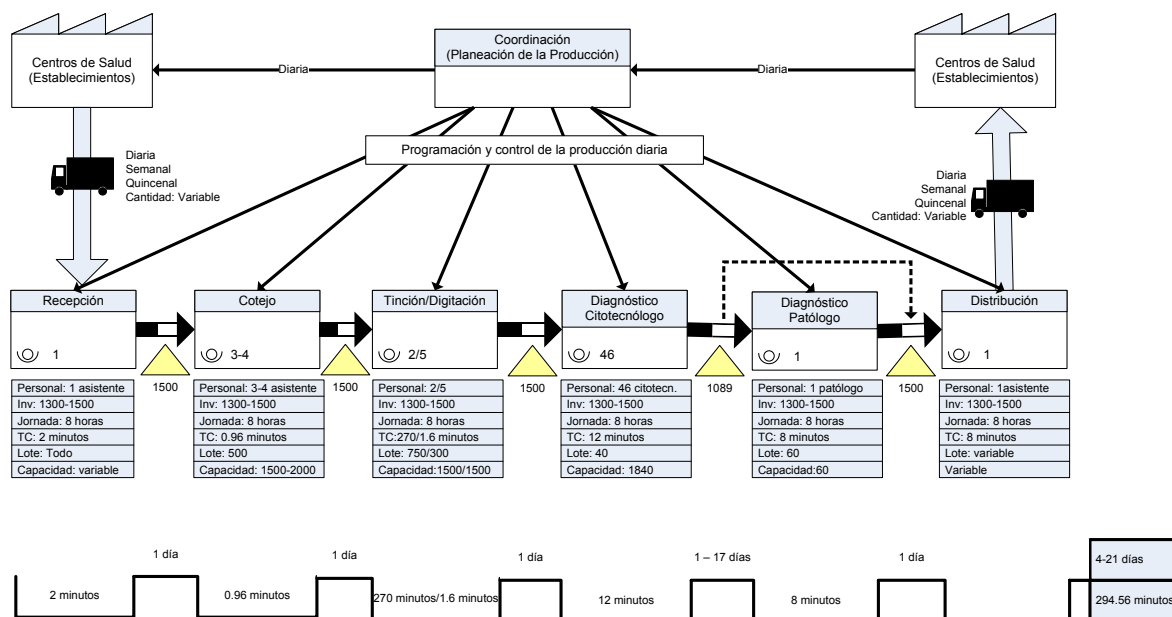 Centros de Salud
(Establecimientos)
Diaria
Coordinación
(Planeación de la Producción)
Diaria
Centros de Salud
(Establecimientos)
Programación y control de la producción diaria
Diaria
Semanal
Quincenal
Cantidad: Variable
Diaria
Semanal
Quincenal
Cantidad: Variable
Recepción
1
Cotejo
3-4
Tinción/Digitación
2/5
Diagnóstico
Citotecnólogo
46
Diagnóstico
Patólogo
1
Distribución
1
1500
1500
1500
1089
1500
Personal: 1 asistente
Inv: 1300-1500
Jornada: 8 horas
TC: 2 minutos
Lote: Todo
Capacidad: variable
Personal: 3-4 asistente
Inv: 1300-1500
Jornada: 8 horas
TC: 0.96 minutos
Lote: 500
Capacidad: 1500-2000
Personal: 2/5
Inv: 1300-1500
Jornada: 8 horas
TC:270/1.6 minutos
Lote: 750/300
Capacidad:1500/1500
Personal: 46 citotecn.
Inv: 1300-1500
Jornada: 8 horas
TC: 12 minutos
Lote: 40
Capacidad: 1840
Personal: 1 patólogo
Inv: 1300-1500
Jornada: 8 horas
TC: 8 minutos
Lote: 60
Capacidad:60
Personal: 1asistente
Inv: 1300-1500
Jornada: 8 horas
TC: 8 minutos
Lote: variable
Variable
1 día
1 día
1 día
1 – 17 días
1 día
4-21 días
2 minutos
0.96 minutos
270 minutos/1.6 minutos
12 minutos
8 minutos
294.56 minutos